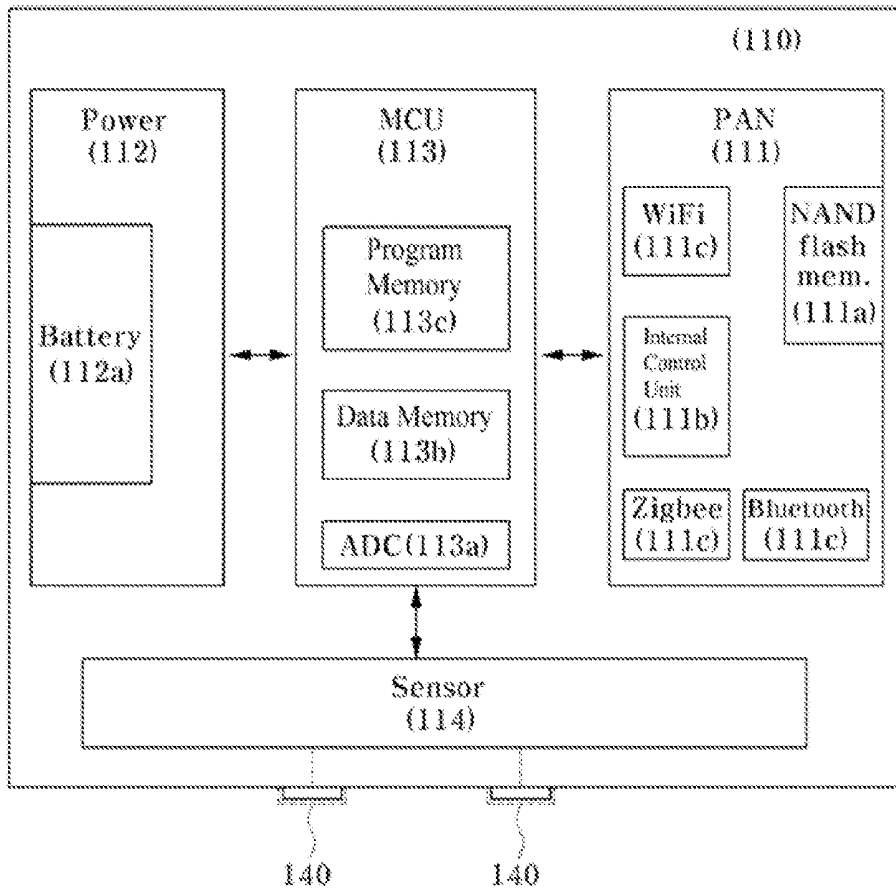 (110)
Power
(112)
Battery
(112a)
MCU
(113)
Program
Memory
(113c)
Data Memory
(113b)
ADC(113a)
PAN
(111)
WiFi
(111c)
NAND
flash
mem.
(111a)
Internal
Control
Unit
(111b)
Zigbee
(111c)
Bluetooth
(111c)
Sensor
(114)
140
140